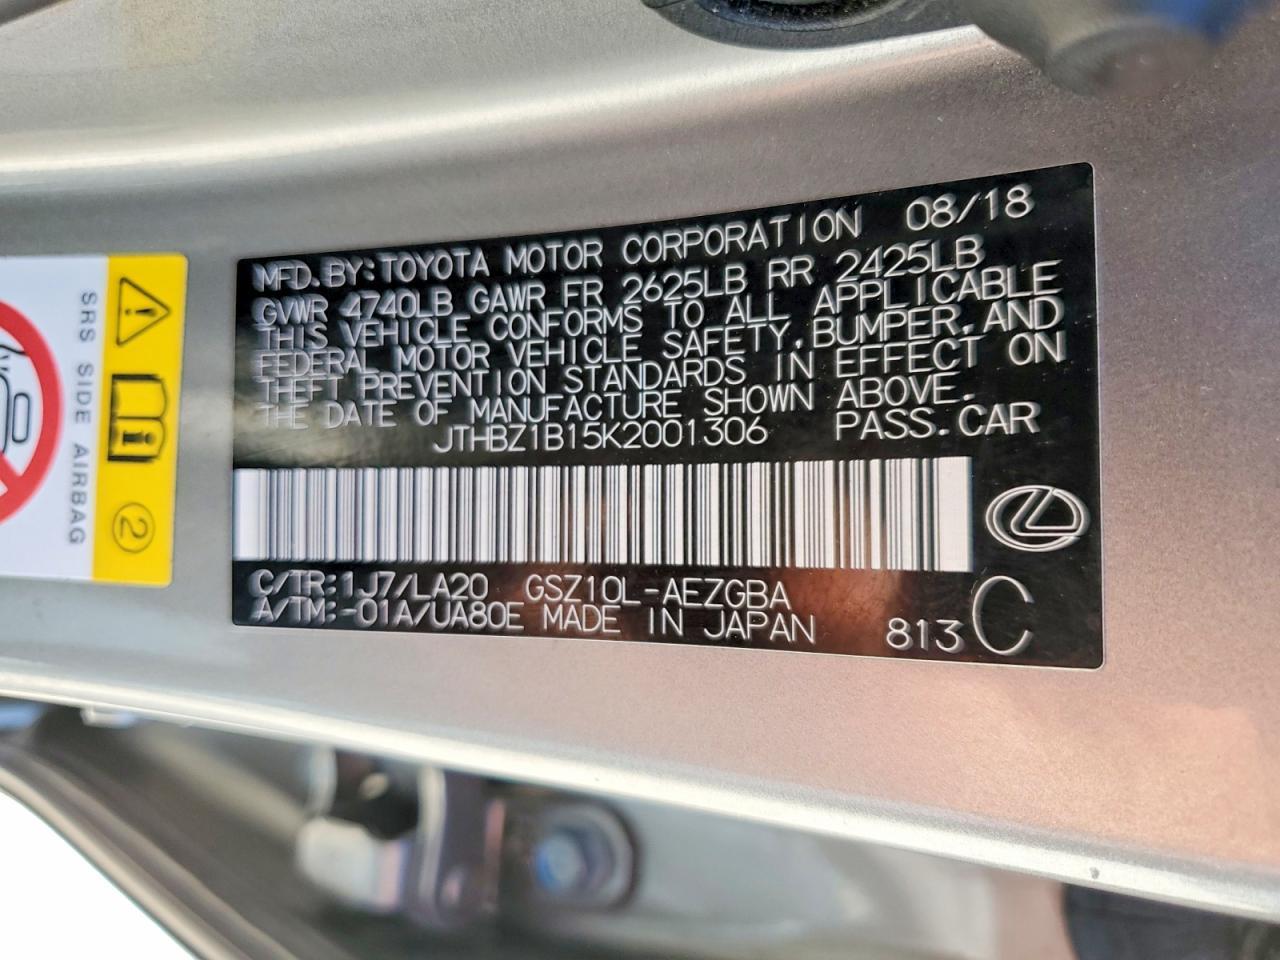 MFD.BY:TOYOTA MOTOR CORPORATION 08/18
GVWR 4740LB GAWR FR 2625LB RR 2425LB
THIS VEHICLE CONFORMS TO ALL APPLICABLE
FEDERAL MOTOR VEHICLE SAFETY,BUMPER,AND
THEFT PREVENTION STANDARDS IN EFFECT ON
THE DATE OF MANUFACTURE SHOWN ABOVE.
JTHBZ1B15K2001306 PASS.CAR
C/TR:1J7/LA20 GSZ10L-AEZGBA
A/TM:-01A/UA80E MADE IN JAPAN 813 C
SRS SIDE AIRBAG
2